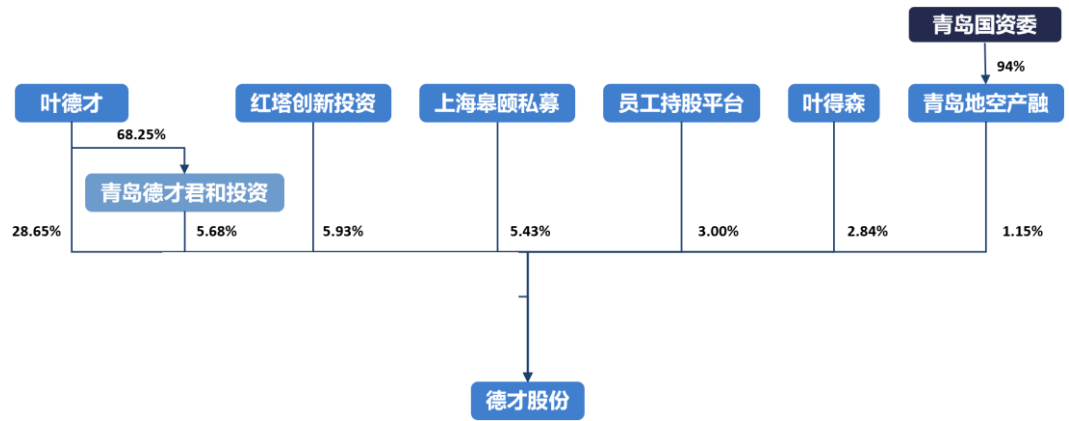 青岛国资委
94%
叶德才
红塔创新投资
上海皋颐私募
员工持股平台
叶得森
青岛地空产融
68.25%
青岛德才君和投资
28.65%
5.68%
5.93%
5.43%
3.00%
2.84%
1.15%
德才股份